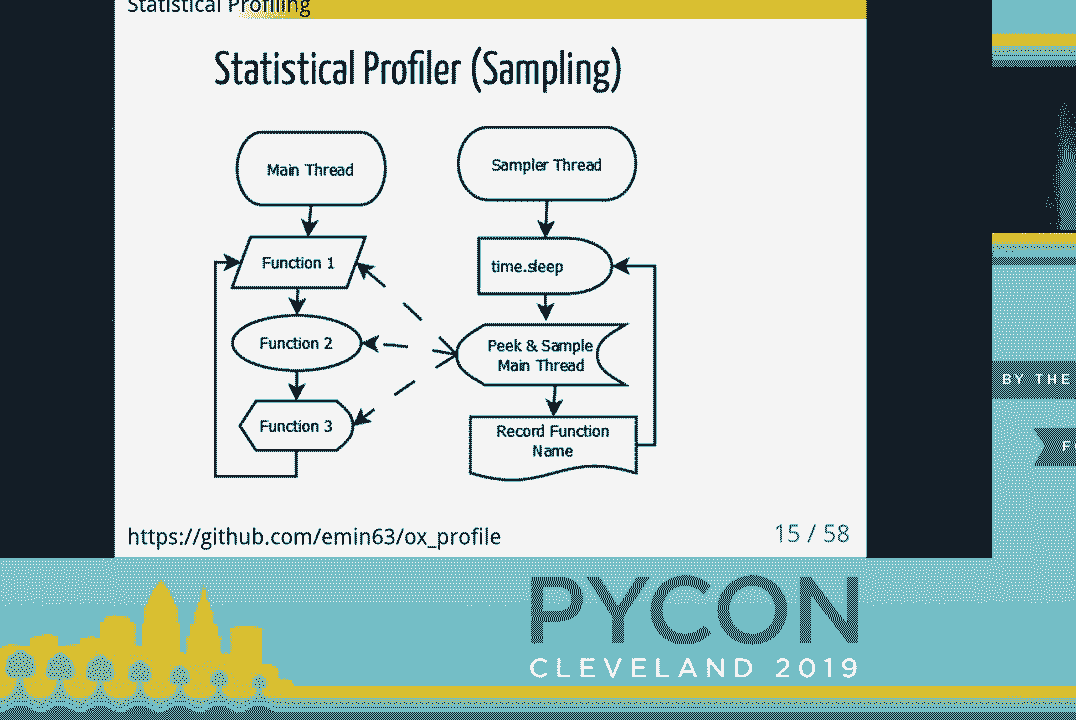 Statistical Profiling
Statistical Profiler (Sampling)
Main Thread
Sampler Thread
Function 1
time.sleep
Function 2
Peek & Sample
Main Thread
Function 3
Record Function
Name
https://github.com/emin63/ox_profile
15 / 58
BY THE
PYCON
CLEVELAND 2019